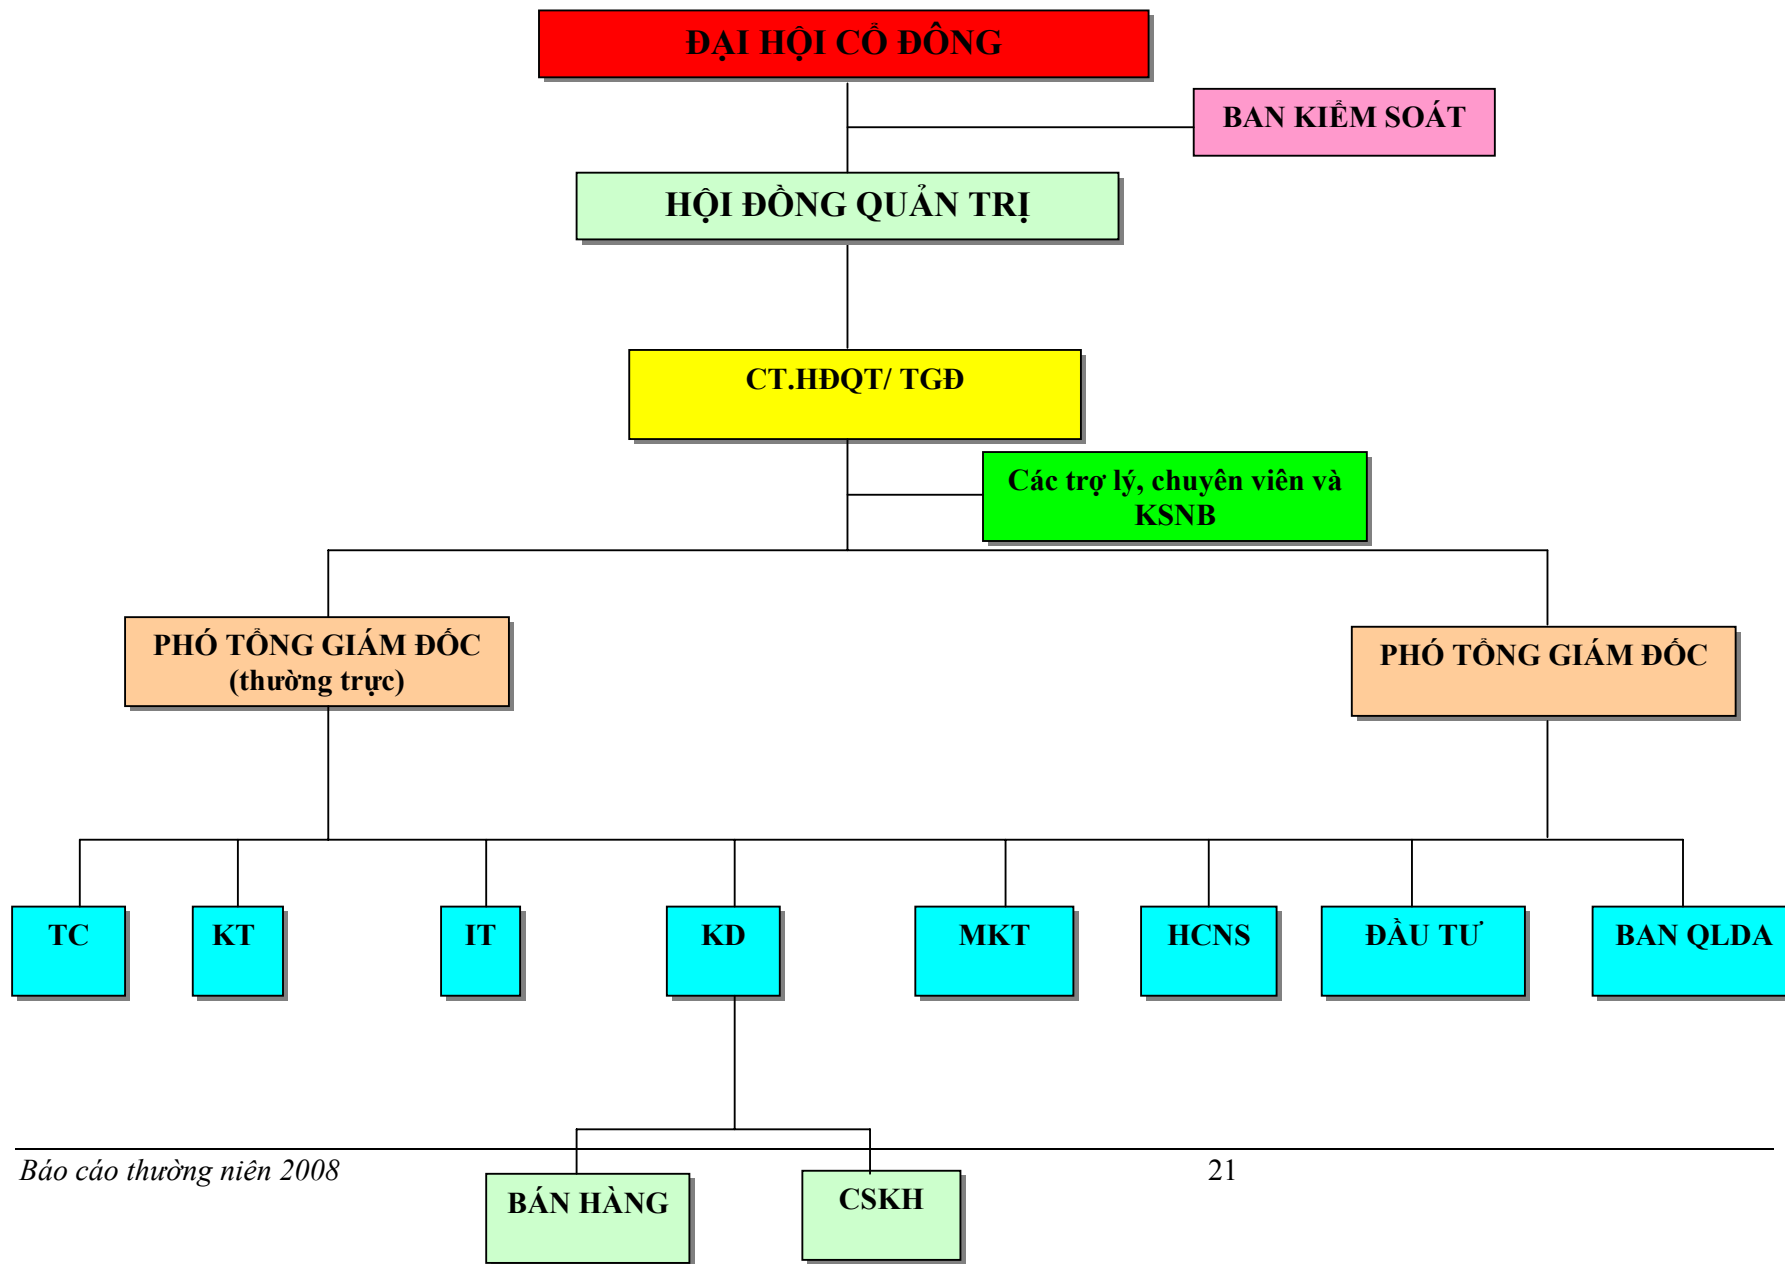 ĐẠI HỘI CỔ ĐÔNG
BAN KIỂM SOÁT
HỘI ĐỒNG QUẢN TRỊ
CT.HĐQT/ TGĐ
Các trợ lý, chuyên viên và
KSNB
PHÓ TỔNG GIÁM ĐỐC
(thường trực)
PHÓ TỔNG GIÁM ĐỐC
TC
KT
IT
KD
MKT
HCNS
ĐẦU TƯ
BAN QLDA
Báo cáo thường niên 2008
21
BÁN HÀNG
CSKH